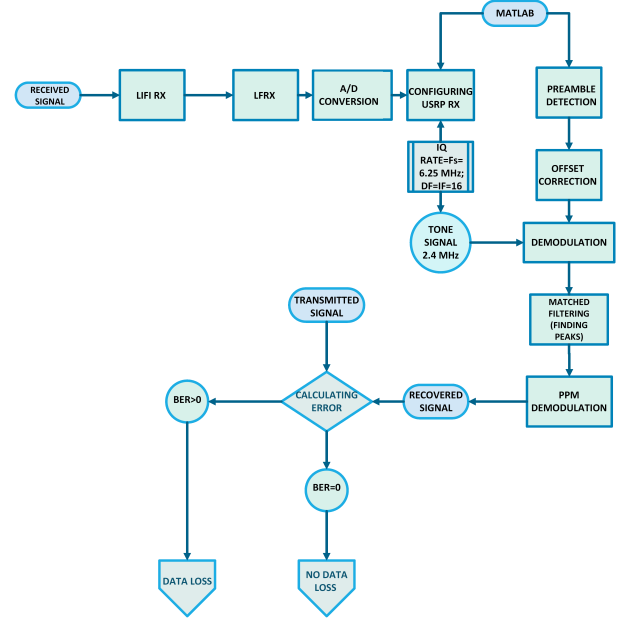 MATLAB
RECEIVED
SIGNAL
LIFI RX
LFRX
A/D
CONVERSION
CONFIGURING
USRP RX
PREAMBLE
DETECTION
IQ
RATE=Fs=
6.25 MHz;
DF=IF=16
OFFSET
CORRECTION
TONE
SIGNAL
2.4 MHz
DEMODULATION
TRANSMITTED
SIGNAL
MATCHED
FILTERING
(FINDING
PEAKS)
BER>0
CALCULATING
ERROR
RECOVERED
SIGNAL
PPM
DEMODULATION
BER=0
DATA LOSS
NO DATA
LOSS